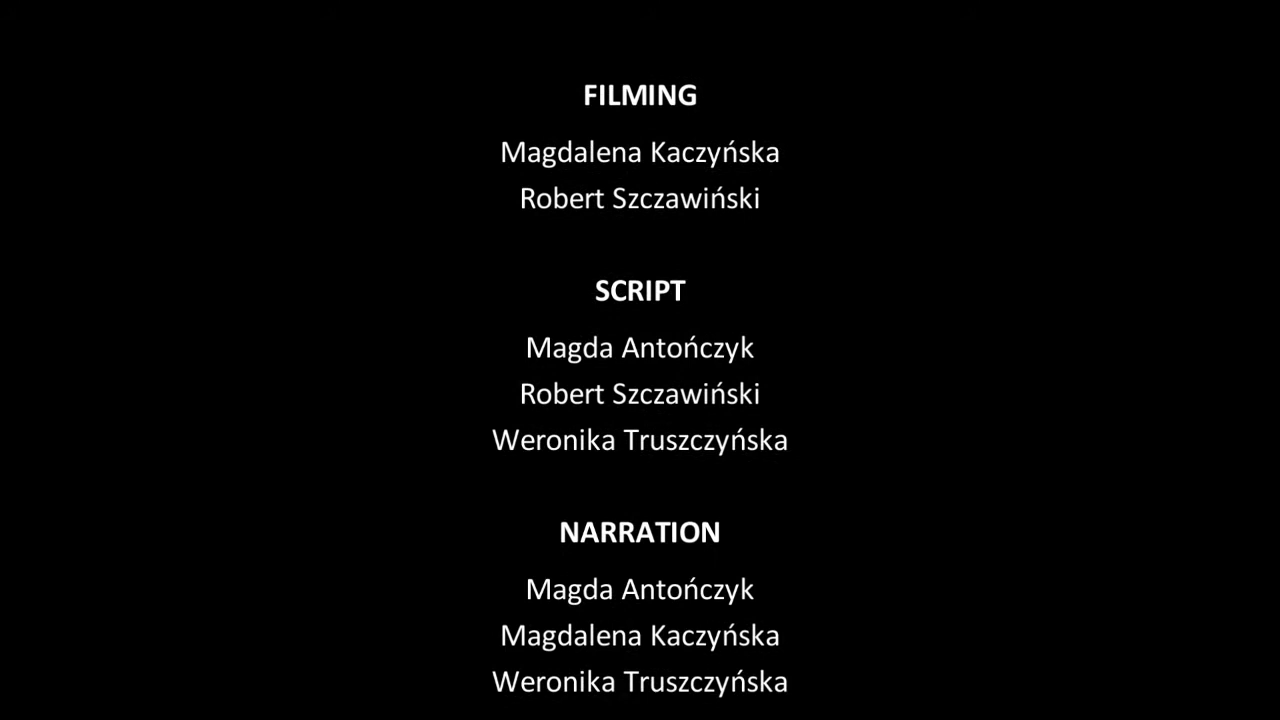 FILMING
Magdalena Kaczyńska
Robert Szczawiński
SCRIPT
Magda Antończyk
Robert Szczawiński
Weronika Truszczyńska
NARRATION
Magda Antończyk
Magdalena Kaczyńska
Weronika Truszczyńska